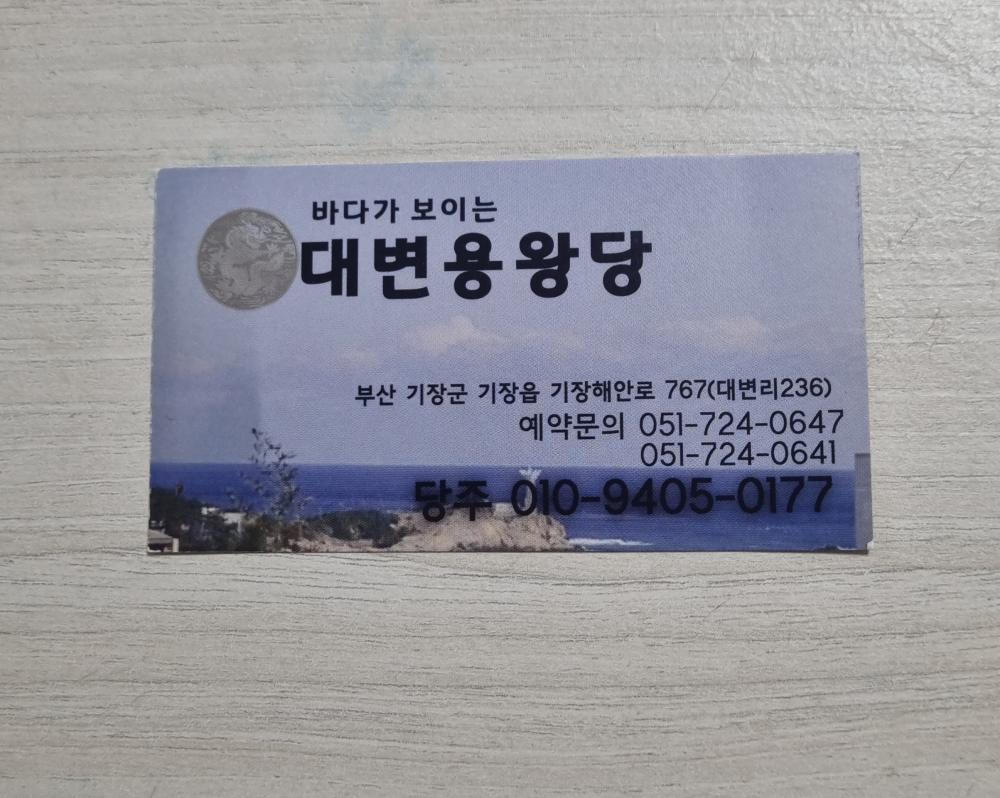 바다가 보이는
대변용왕당
부산 기장군 기장읍 기장해안로 767(대변리236)
예약문의 051-724-0647
051-724-0641
당주 010-9405-0177